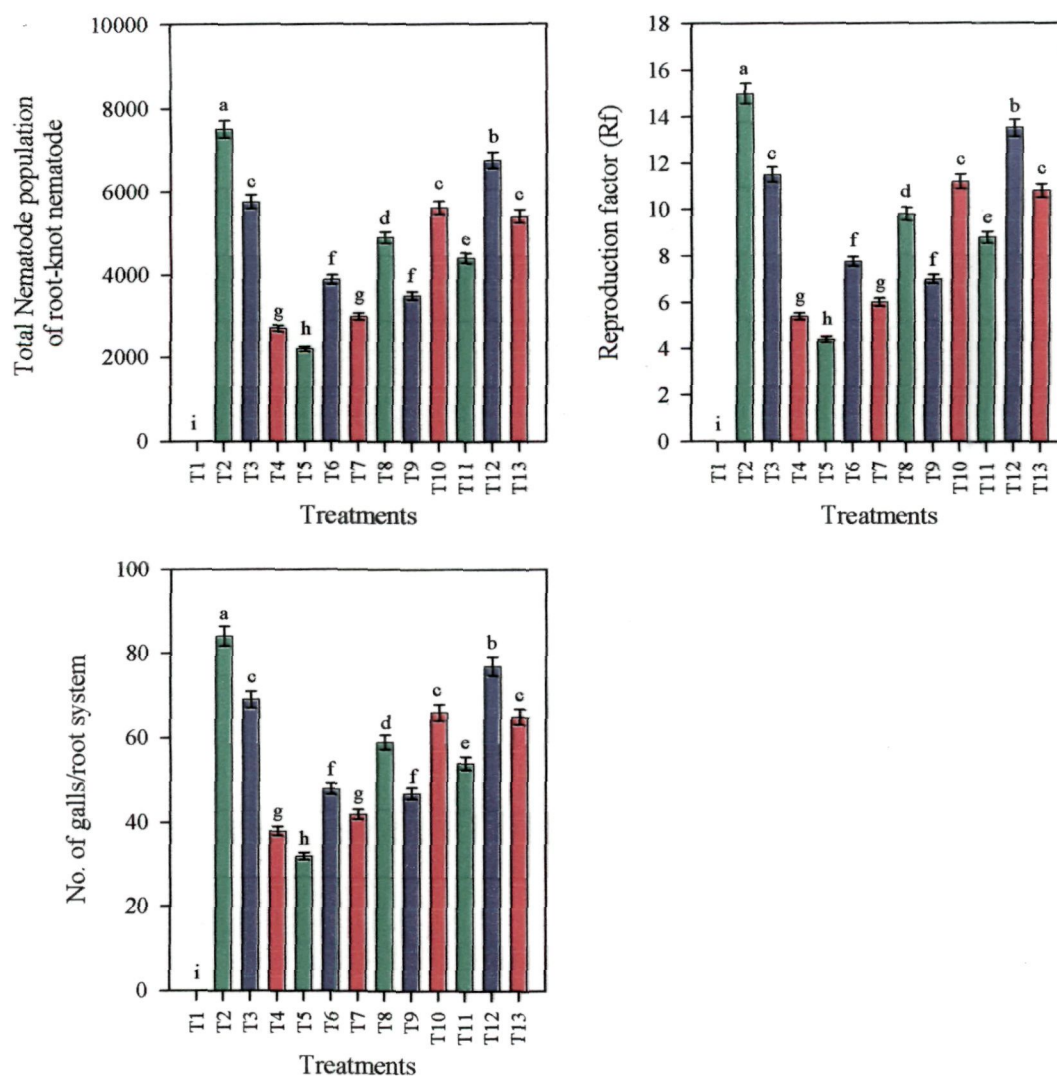 10000
8000
6000
4000
2000
0
Total Nematode population
of root-knot nematode
i
a
c
g
h
f
g
d
f
c
e
b
c
T1
T2
T3
T4
T5
T6
T7
T8
T9
T10
T11
T12
T13
Treatments
18
16
14
12
10
8
6
4
2
0
Reproduction factor (Rf)
i
a
c
g
h
f
g
d
f
c
e
b
c
T1
T2
T3
T4
T5
T6
T7
T8
T9
T10
T11
T12
T13
Treatments
100
80
60
40
20
0
No. of galls/root system
i
a
c
g
h
f
g
d
f
c
e
b
c
T1
T2
T3
T4
T5
T6
T7
T8
T9
T10
T11
T12
T13
Treatments